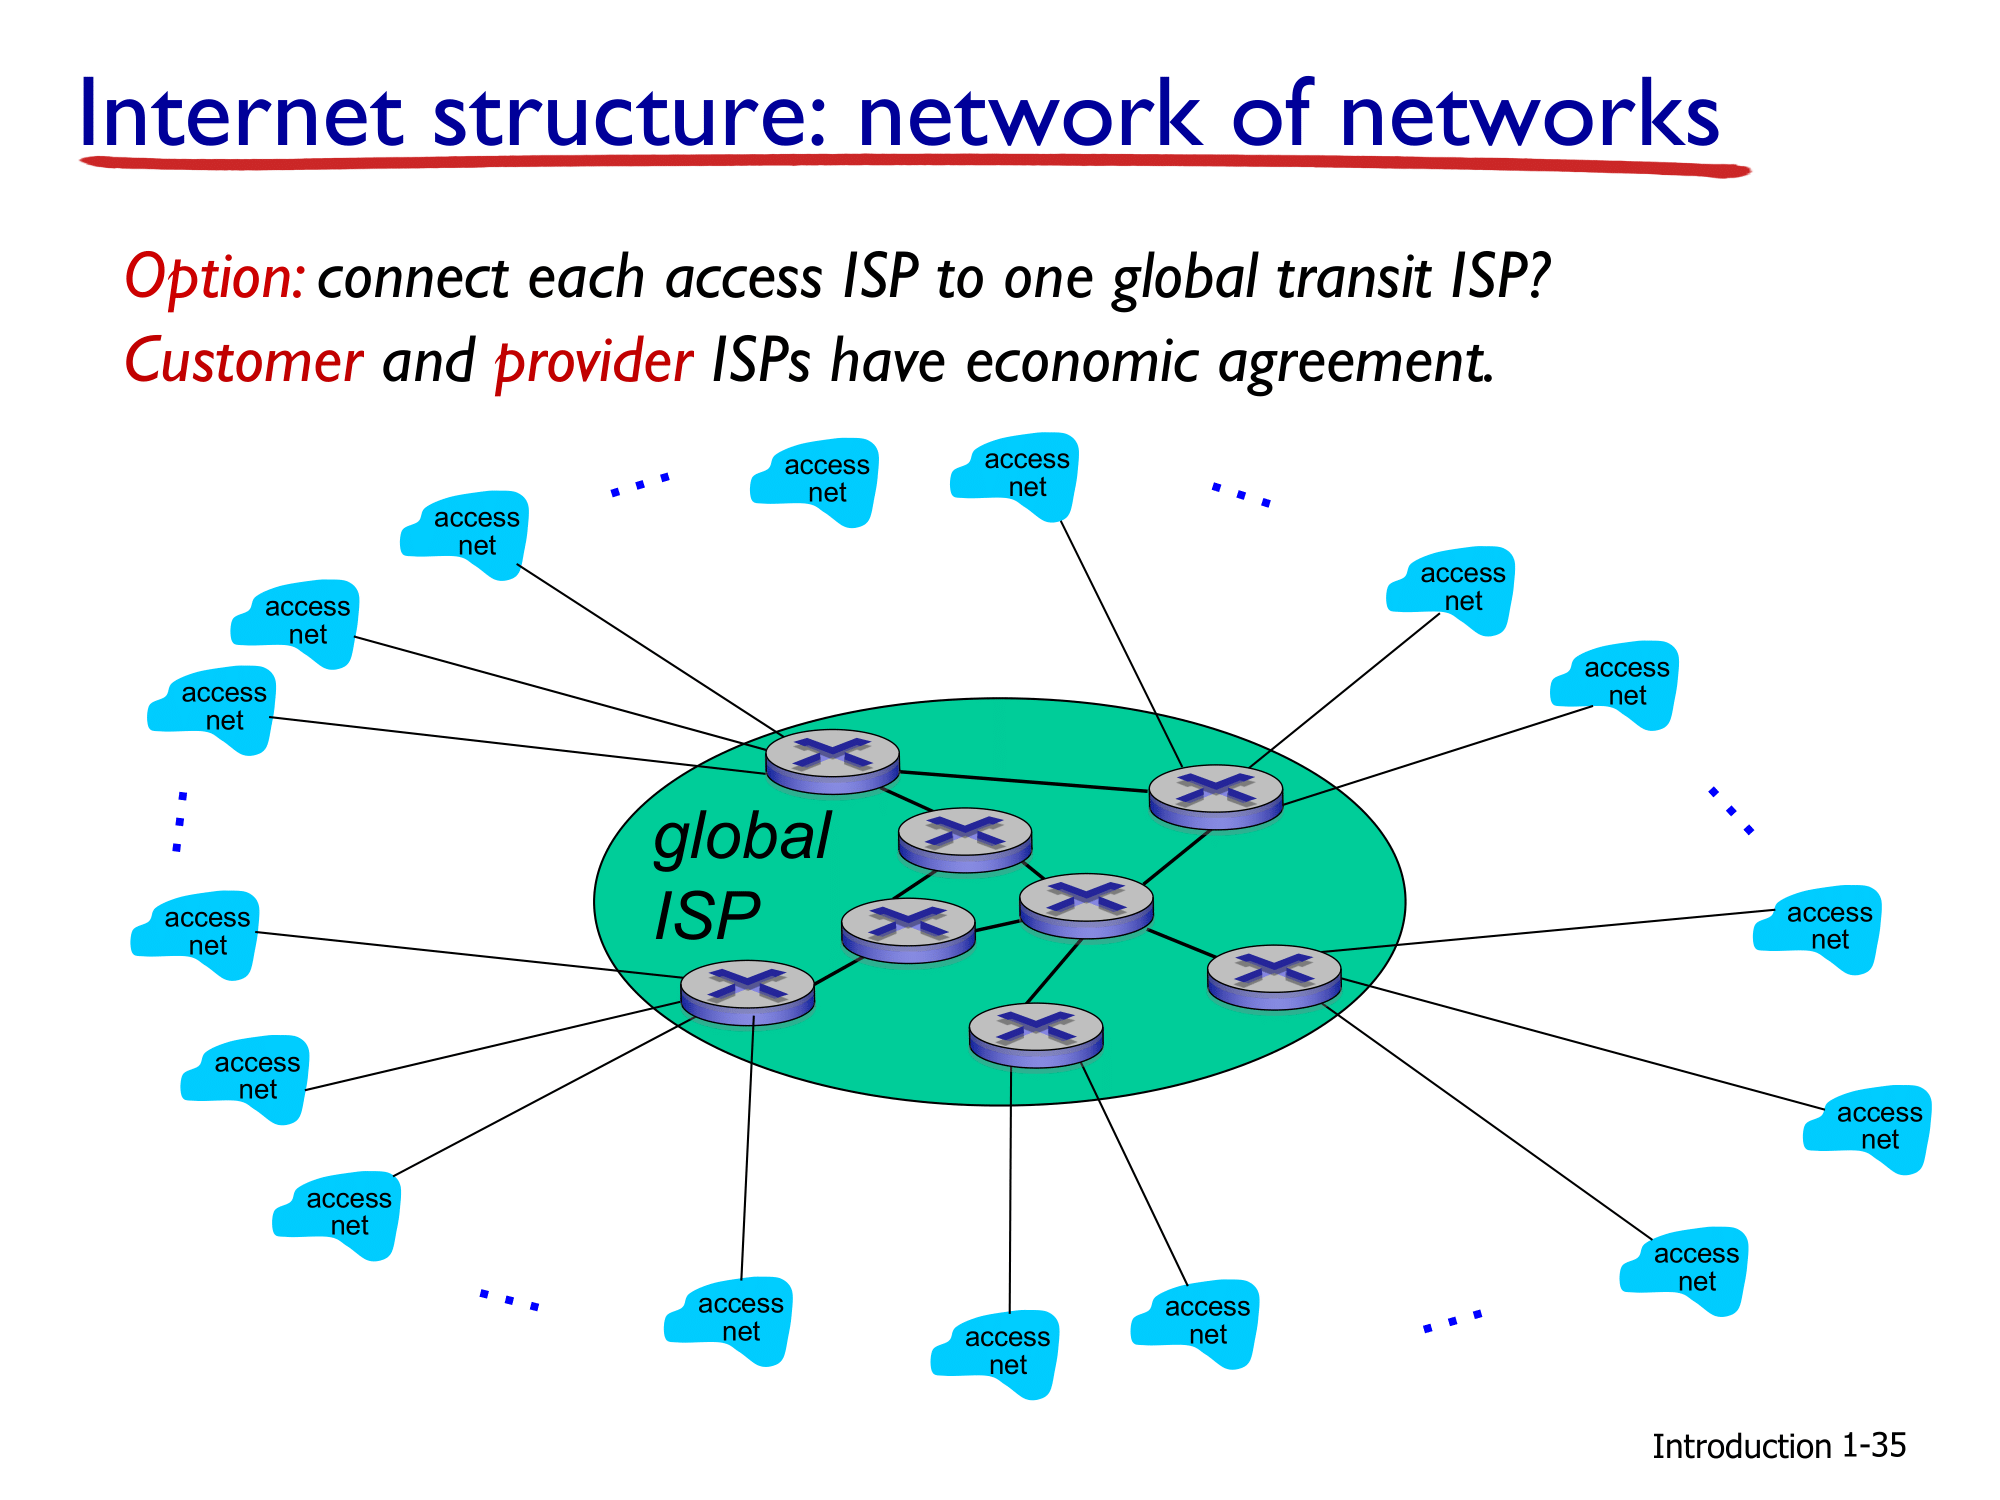 Internet structure: network of networks
Option: connect each access ISP to one global transit ISP?
Customer and provider ISPs have economic agreement.
access
net
access
net
access
net
access
net
access
net
access
net
access
net
access
net
global
ISP
access
net
access
net
access
net
access
net
access
net
access
net
access
net
access
net
access
net
Introduction 1-35